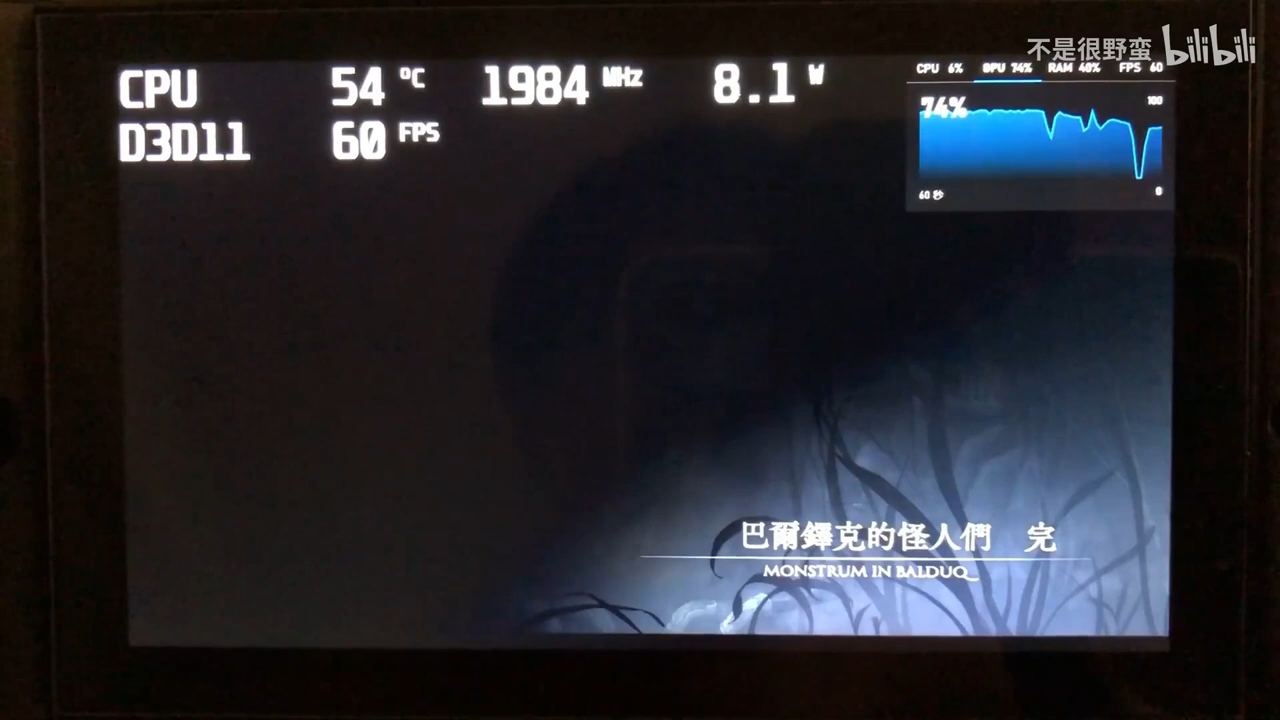 不是很野蛮 bilibili
CPU 54 °C 1984 MHz 8.1 W
D3D11 60 FPS
CPU 6% GPU 74% RAM 40% FPS 60
74% 100
60 秒 0
巴爾鐸克的怪人們 完
MONSTRUM IN BALDUQ